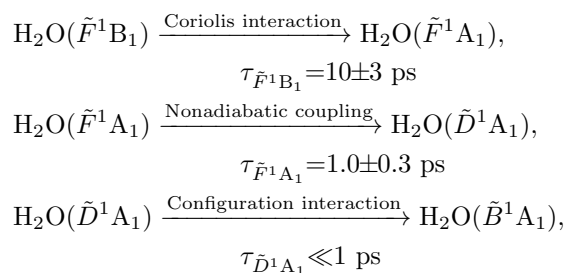 H₂O(F̃¹B₁) Coriolis interaction → H₂O(F̃¹A₁),
τ_F̃¹B₁=10±3 ps
H₂O(F̃¹A₁) Nonadiabatic coupling → H₂O(D̃¹A₁),
τ_F̃¹A₁=1.0±0.3 ps
H₂O(D̃¹A₁) Configuration interaction → H₂O(B̃¹A₁),
τ_D̃¹A₁≪1 ps